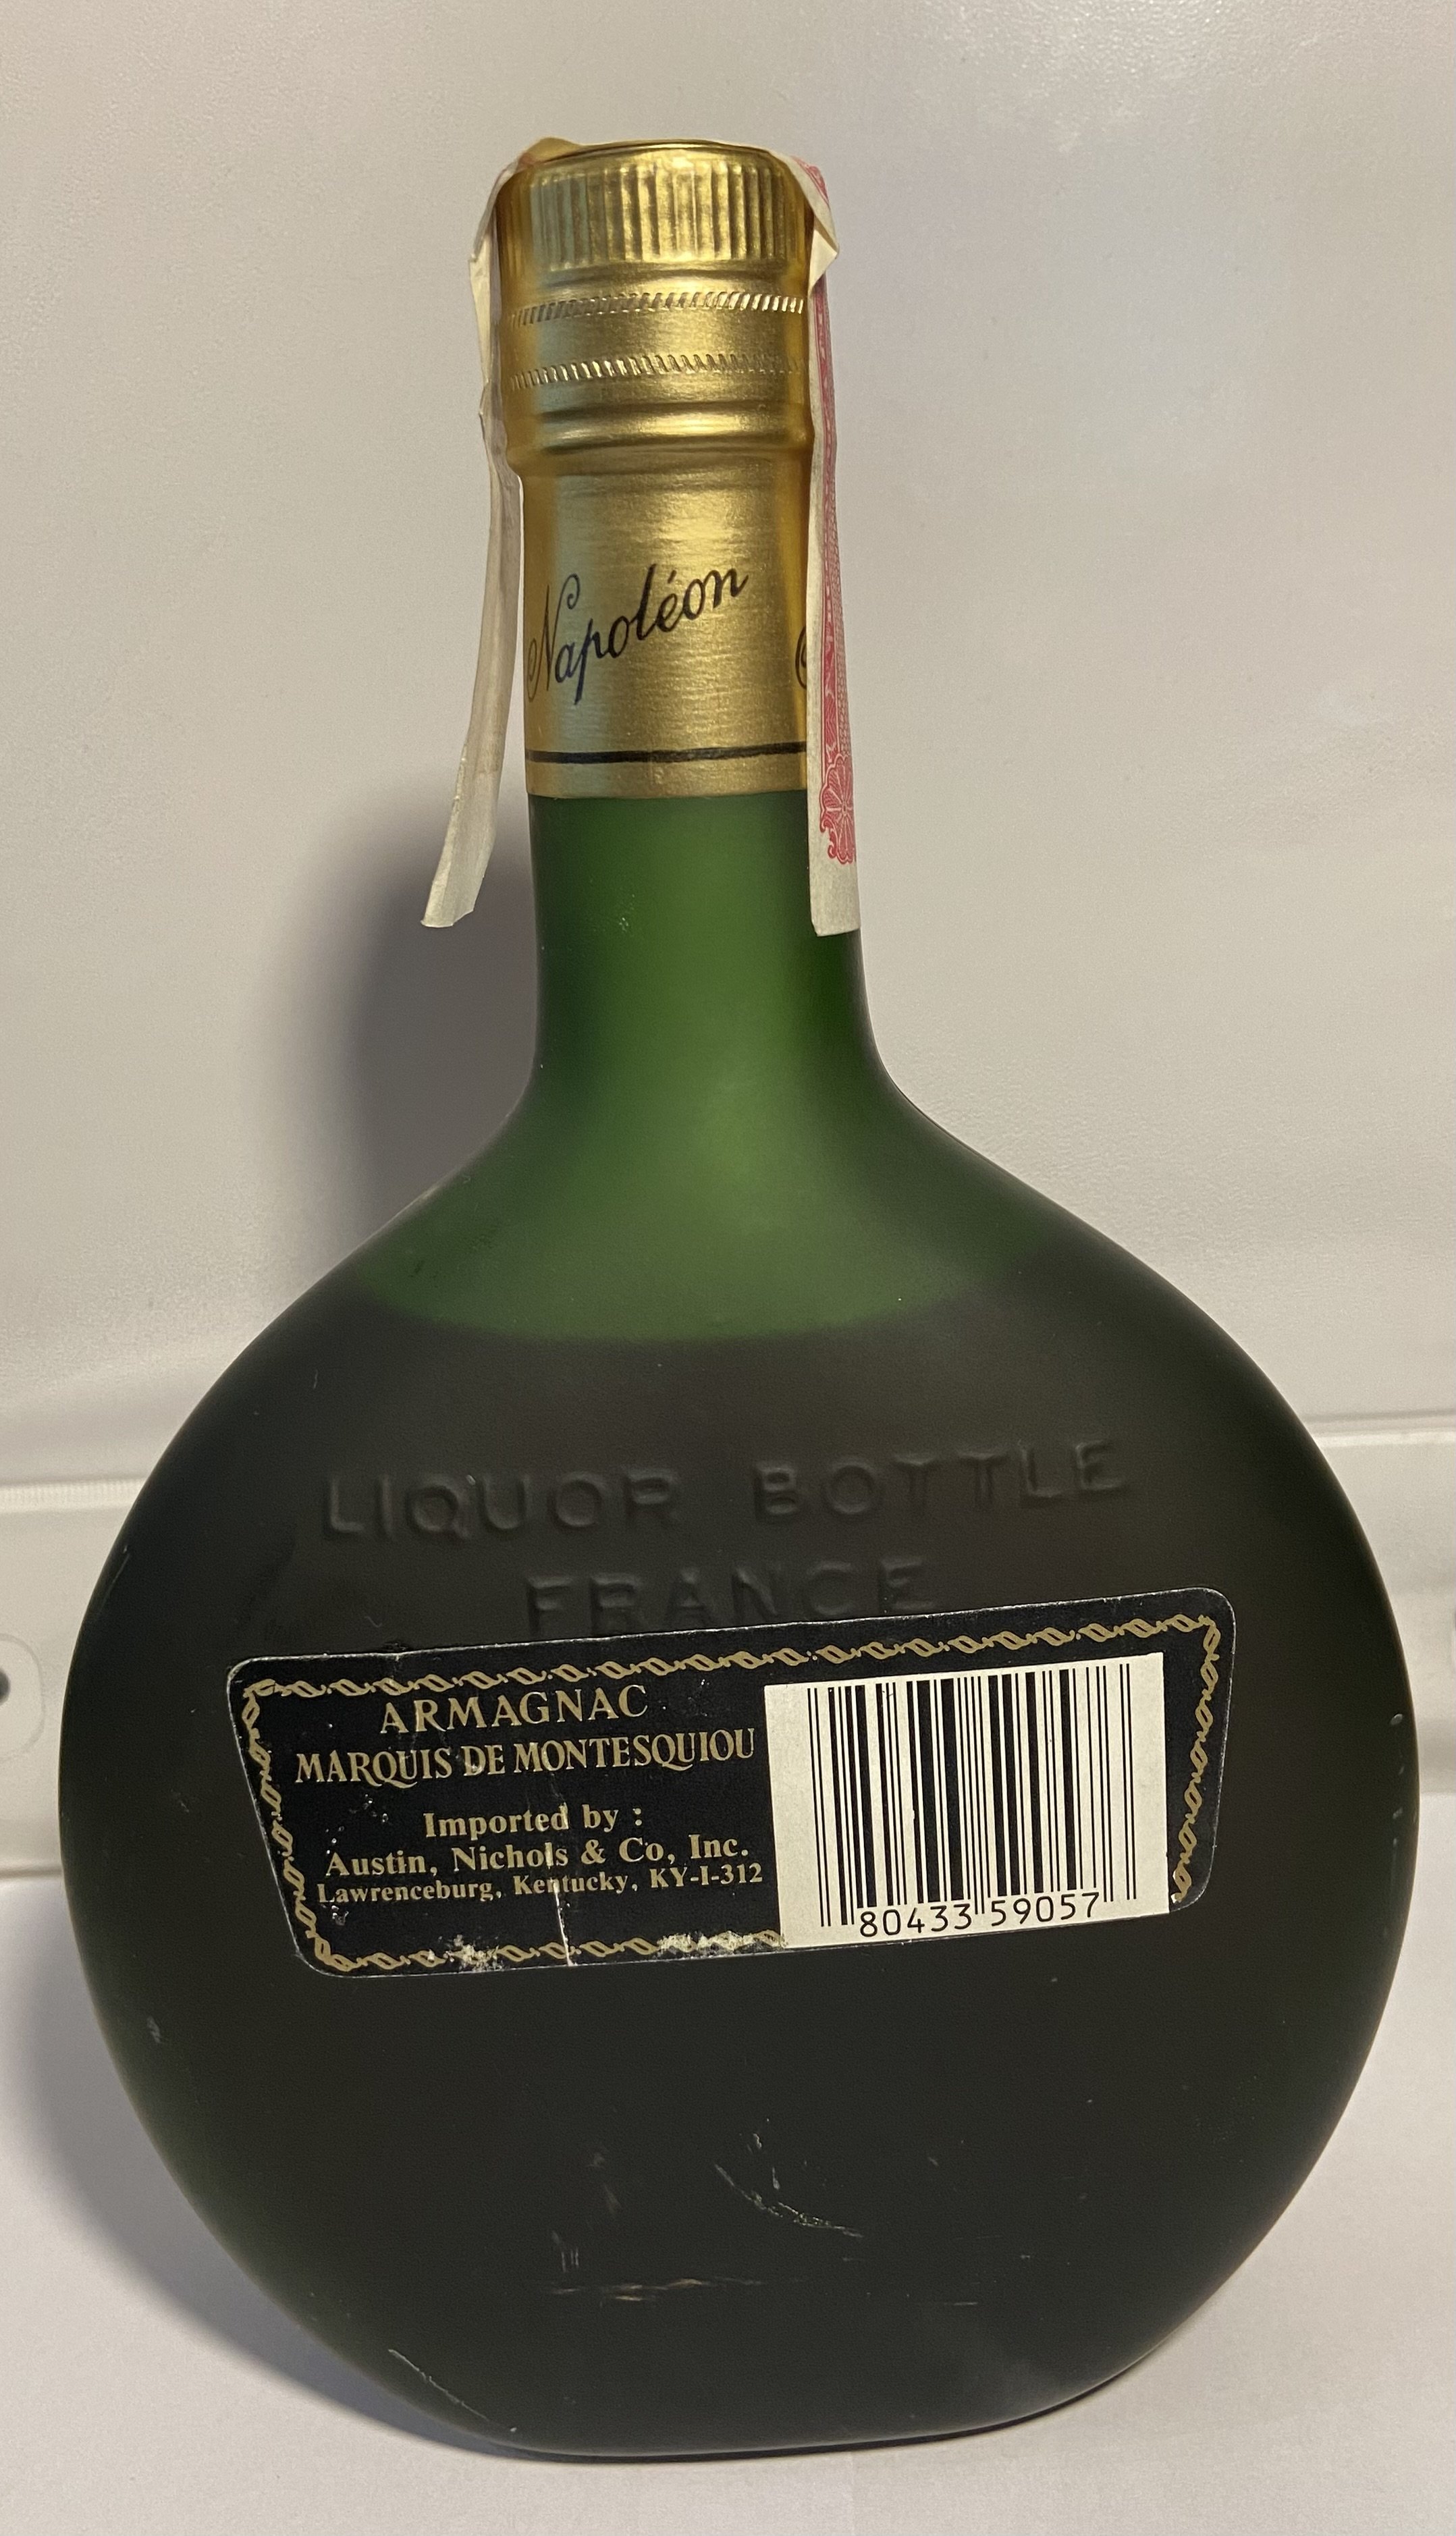 Napoléon
LIQUOR BOTTLE
FRANCE
ARMAGNAC
MARQUIS DE MONTESQUIOU
Imported by :
Austin, Nichols & Co, Inc.
Lawrenceburg, Kentucky, KY-I-312
80433 59057